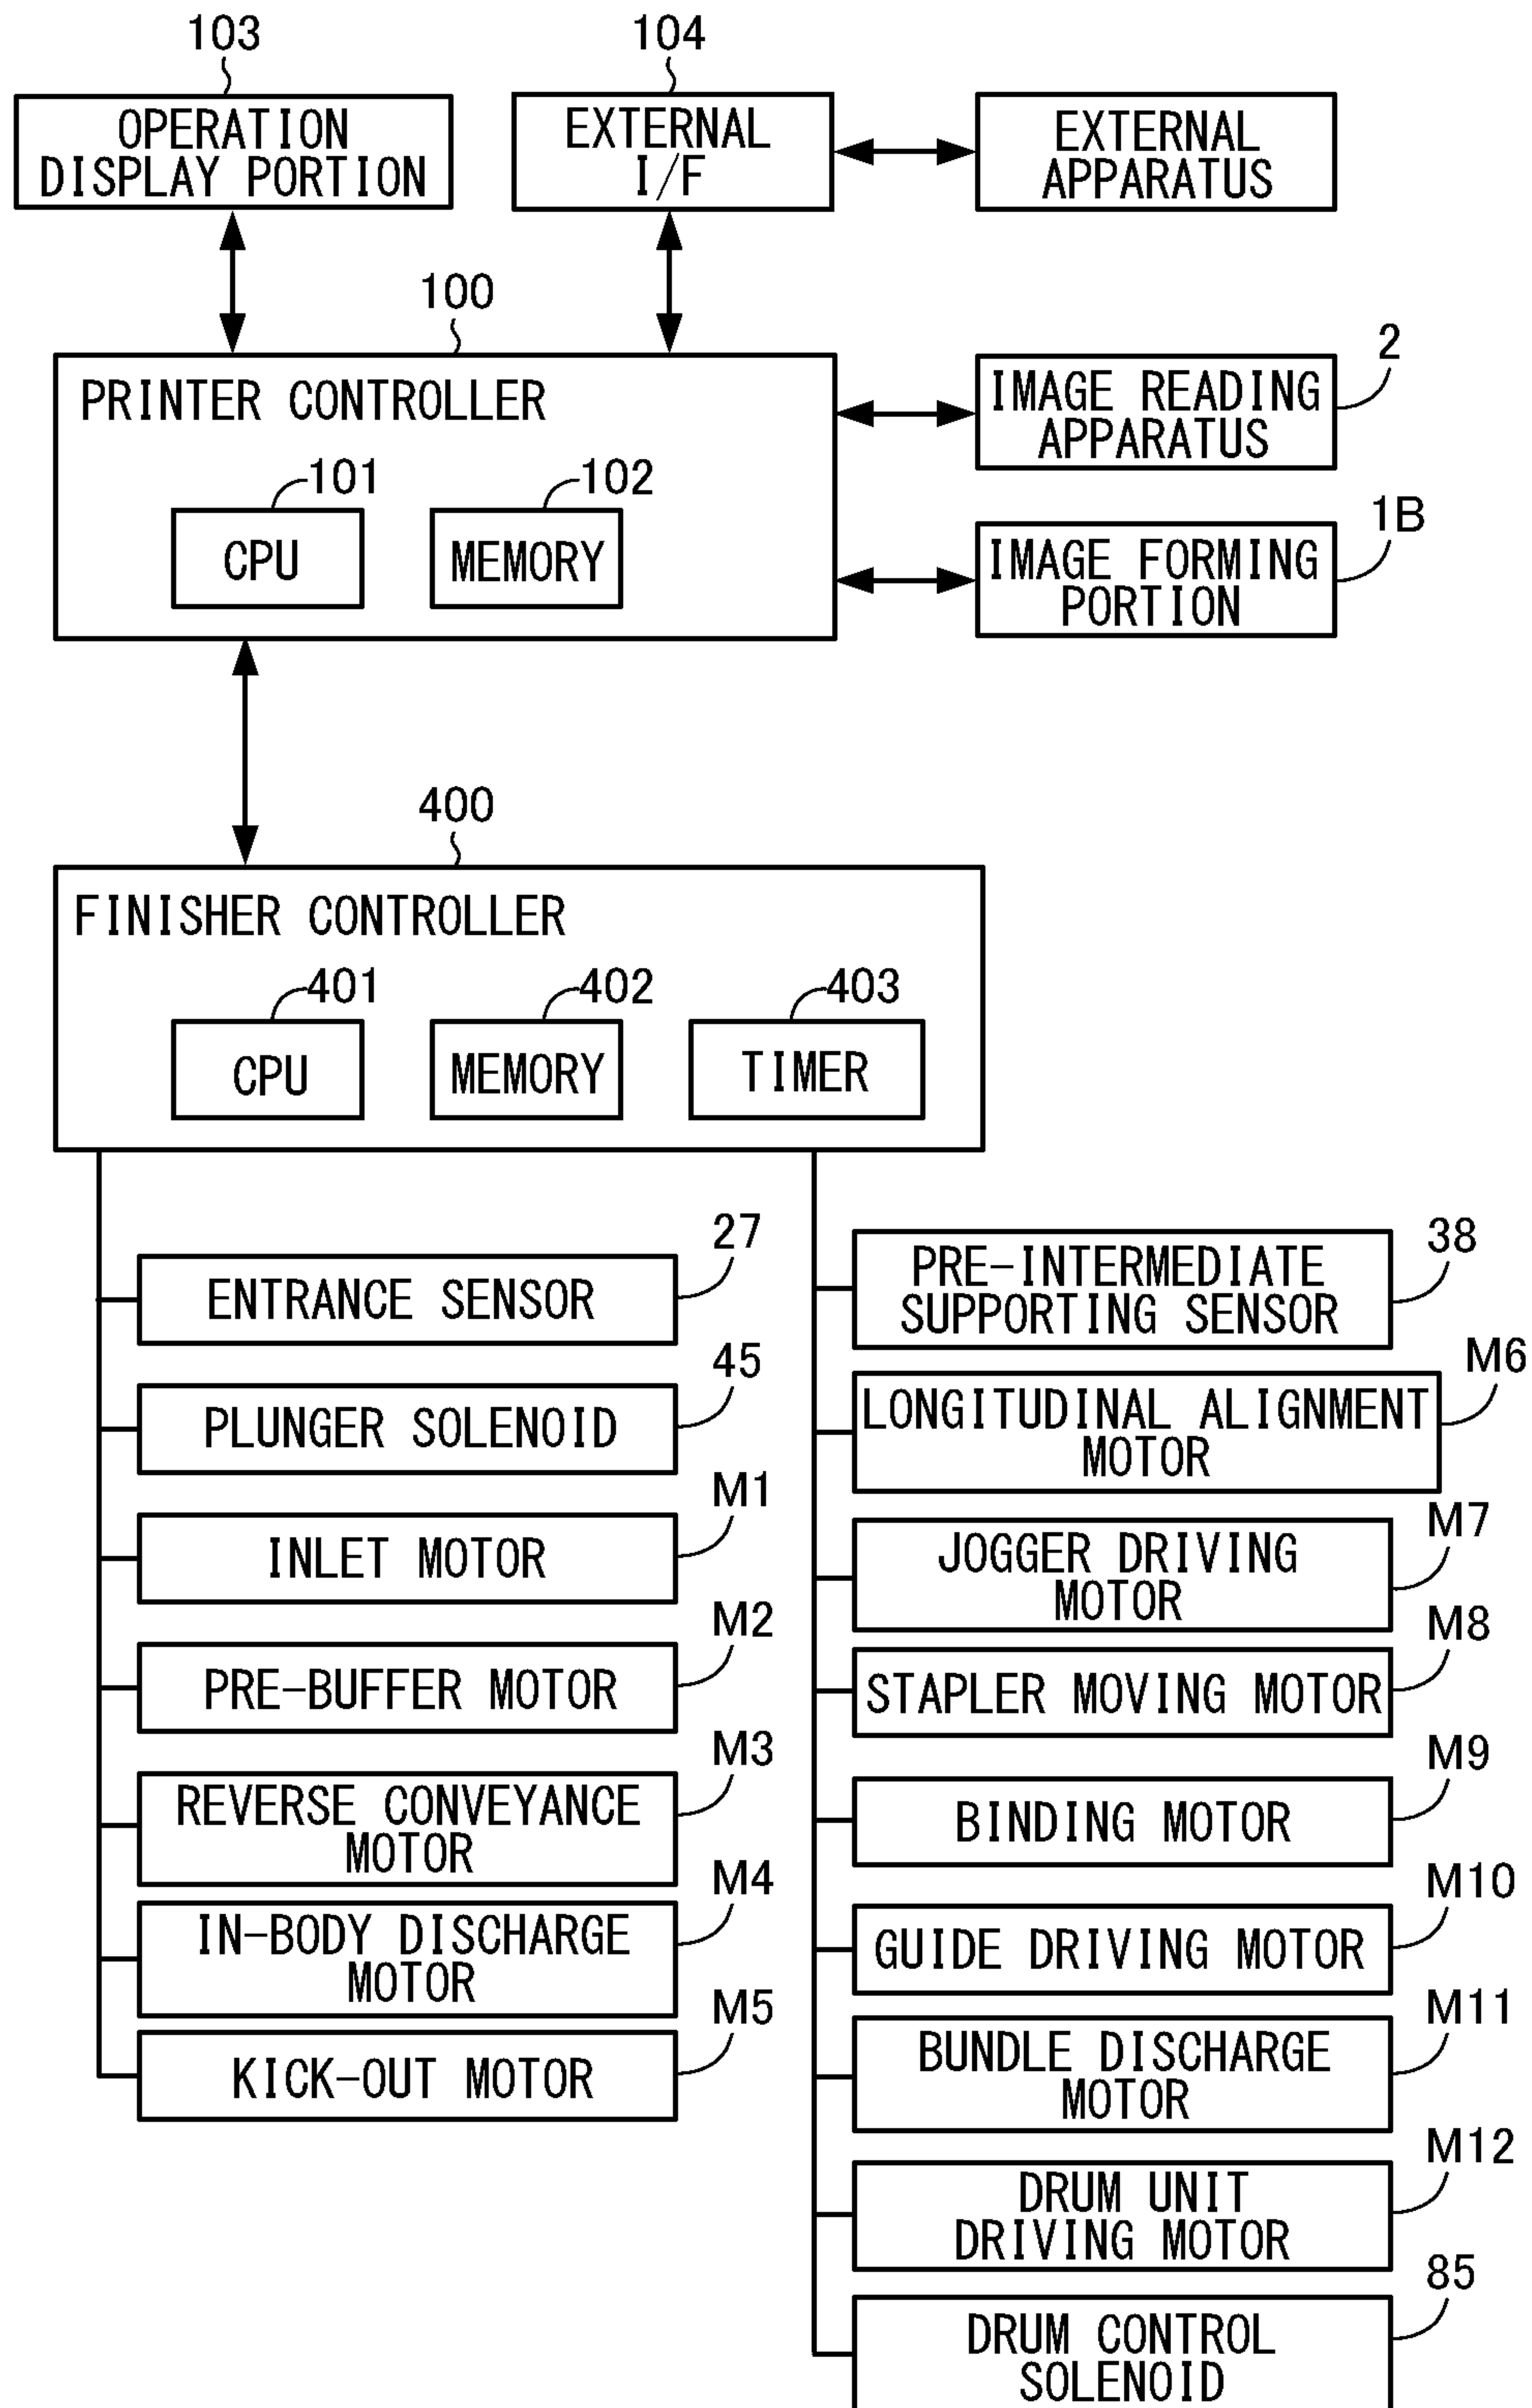 103
104
OPERATION
DISPLAY PORTION
EXTERNAL
I/F
EXTERNAL
APPARATUS
100
PRINTER CONTROLLER
101
102
CPU
MEMORY
2
IMAGE READING
APPARATUS
1B
IMAGE FORMING
PORTION
400
FINISHER CONTROLLER
401
402
403
CPU
MEMORY
TIMER
27
ENTRANCE SENSOR
45
PLUNGER SOLENOID
M1
INLET MOTOR
M2
PRE-BUFFER MOTOR
M3
REVERSE CONVEYANCE
MOTOR
M4
IN-BODY DISCHARGE
MOTOR
M5
KICK-OUT MOTOR
38
PRE-INTERMEDIATE
SUPPORTING SENSOR
M6
LONGITUDINAL ALIGNMENT
MOTOR
M7
JOGGER DRIVING
MOTOR
M8
STAPLER MOVING MOTOR
M9
BINDING MOTOR
M10
GUIDE DRIVING MOTOR
M11
BUNDLE DISCHARGE
MOTOR
M12
DRUM UNIT
DRIVING MOTOR
85
DRUM CONTROL
SOLENOID